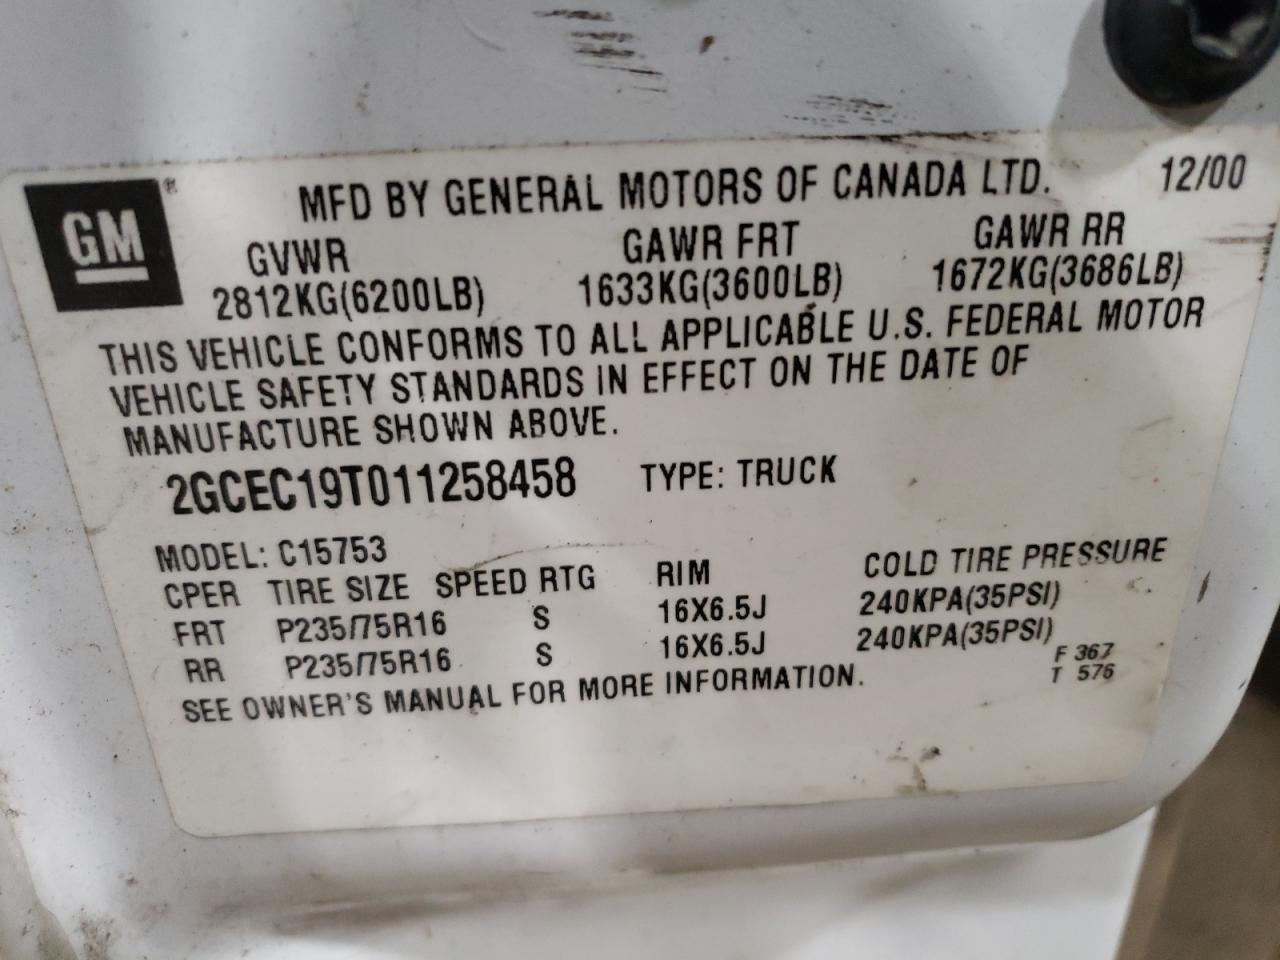 GM ®
MFD BY GENERAL MOTORS OF CANADA LTD. 12/00
GVWR GAWR FRT GAWR RR
2812KG(6200LB) 1633KG(3600LB) 1672KG(3686LB)
THIS VEHICLE CONFORMS TO ALL APPLICABLE U.S. FEDERAL MOTOR
VEHICLE SAFETY STANDARDS IN EFFECT ON THE DATE OF
MANUFACTURE SHOWN ABOVE.
2GCEC19T011258458 TYPE: TRUCK
MODEL: C15753
CPER TIRE SIZE SPEED RTG RIM COLD TIRE PRESSURE
FRT P235/75R16 S 16X6.5J 240KPA(35PSI)
RR P235/75R16 S 16X6.5J 240KPA(35PSI)
SEE OWNER'S MANUAL FOR MORE INFORMATION.
F 367
T 576